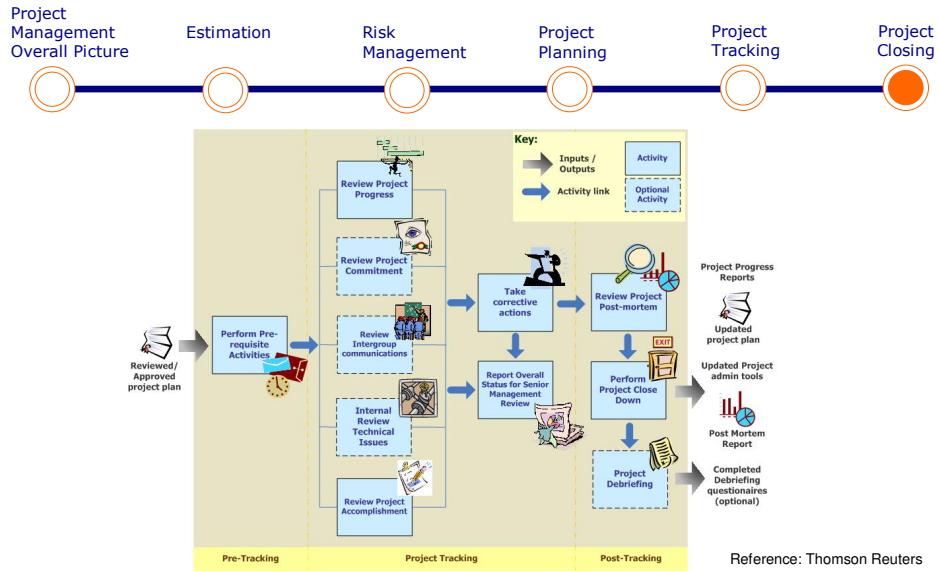 Project
Management
Overall Picture
Estimation
Risk
Management
Project
Planning
Project
Tracking
Project
Closing
Key:
Inputs /
Outputs
Activity
Activity link
Optional
Activity
Review Project
Progress
Review Project
Commitment
Review
Intergroup
communications
Internal
Review
Technical
Issues
Review Project
Accomplishment
Reviewed/
Approved
project plan
Perform Pre-
requisite
Activities
Take
corrective
actions
Report Overall
Status for Senior
Management
Review
Review Project
Post-mortem
EXIT
Perform
Project Close
Down
Project
Debriefing
Project Progress
Reports
Updated
project plan
Updated Project
admin tools
Post Mortem
Report
Completed
Debriefing
questionaires
(optional)
Pre-Tracking
Project Tracking
Post-Tracking
Reference: Thomson Reuters